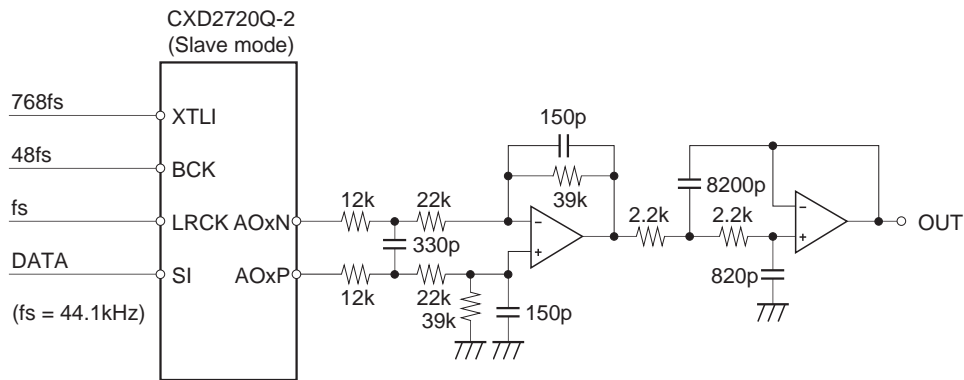 CXD2720Q-2
(Slave mode)
768fs
XTLI
48fs
BCK
fs
LRCK
AOxN
DATA
SI
AOxP
(fs = 44.1kHz)
12k
22k
330p
12k
22k
39k
150p
150p
39k
−
+
2.2k
8200p
2.2k
820p
−
+
OUT